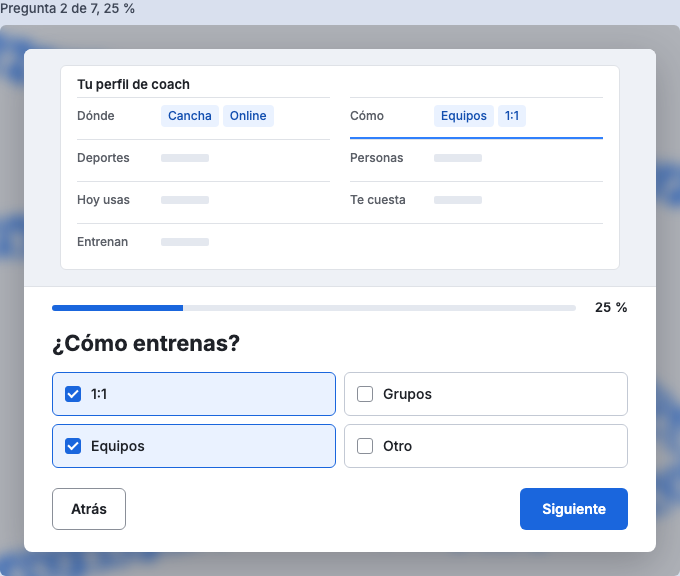 Pregunta 2 de 7, 25 %
Tu perfil de coach
Dónde Cancha Online
Cómo Equipos 1:1
Deportes
Personas
Hoy usas
Te cuesta
Entrenan
25 %
¿Cómo entrenas?
1:1
Grupos
Equipos
Otro
Atrás
Siguiente